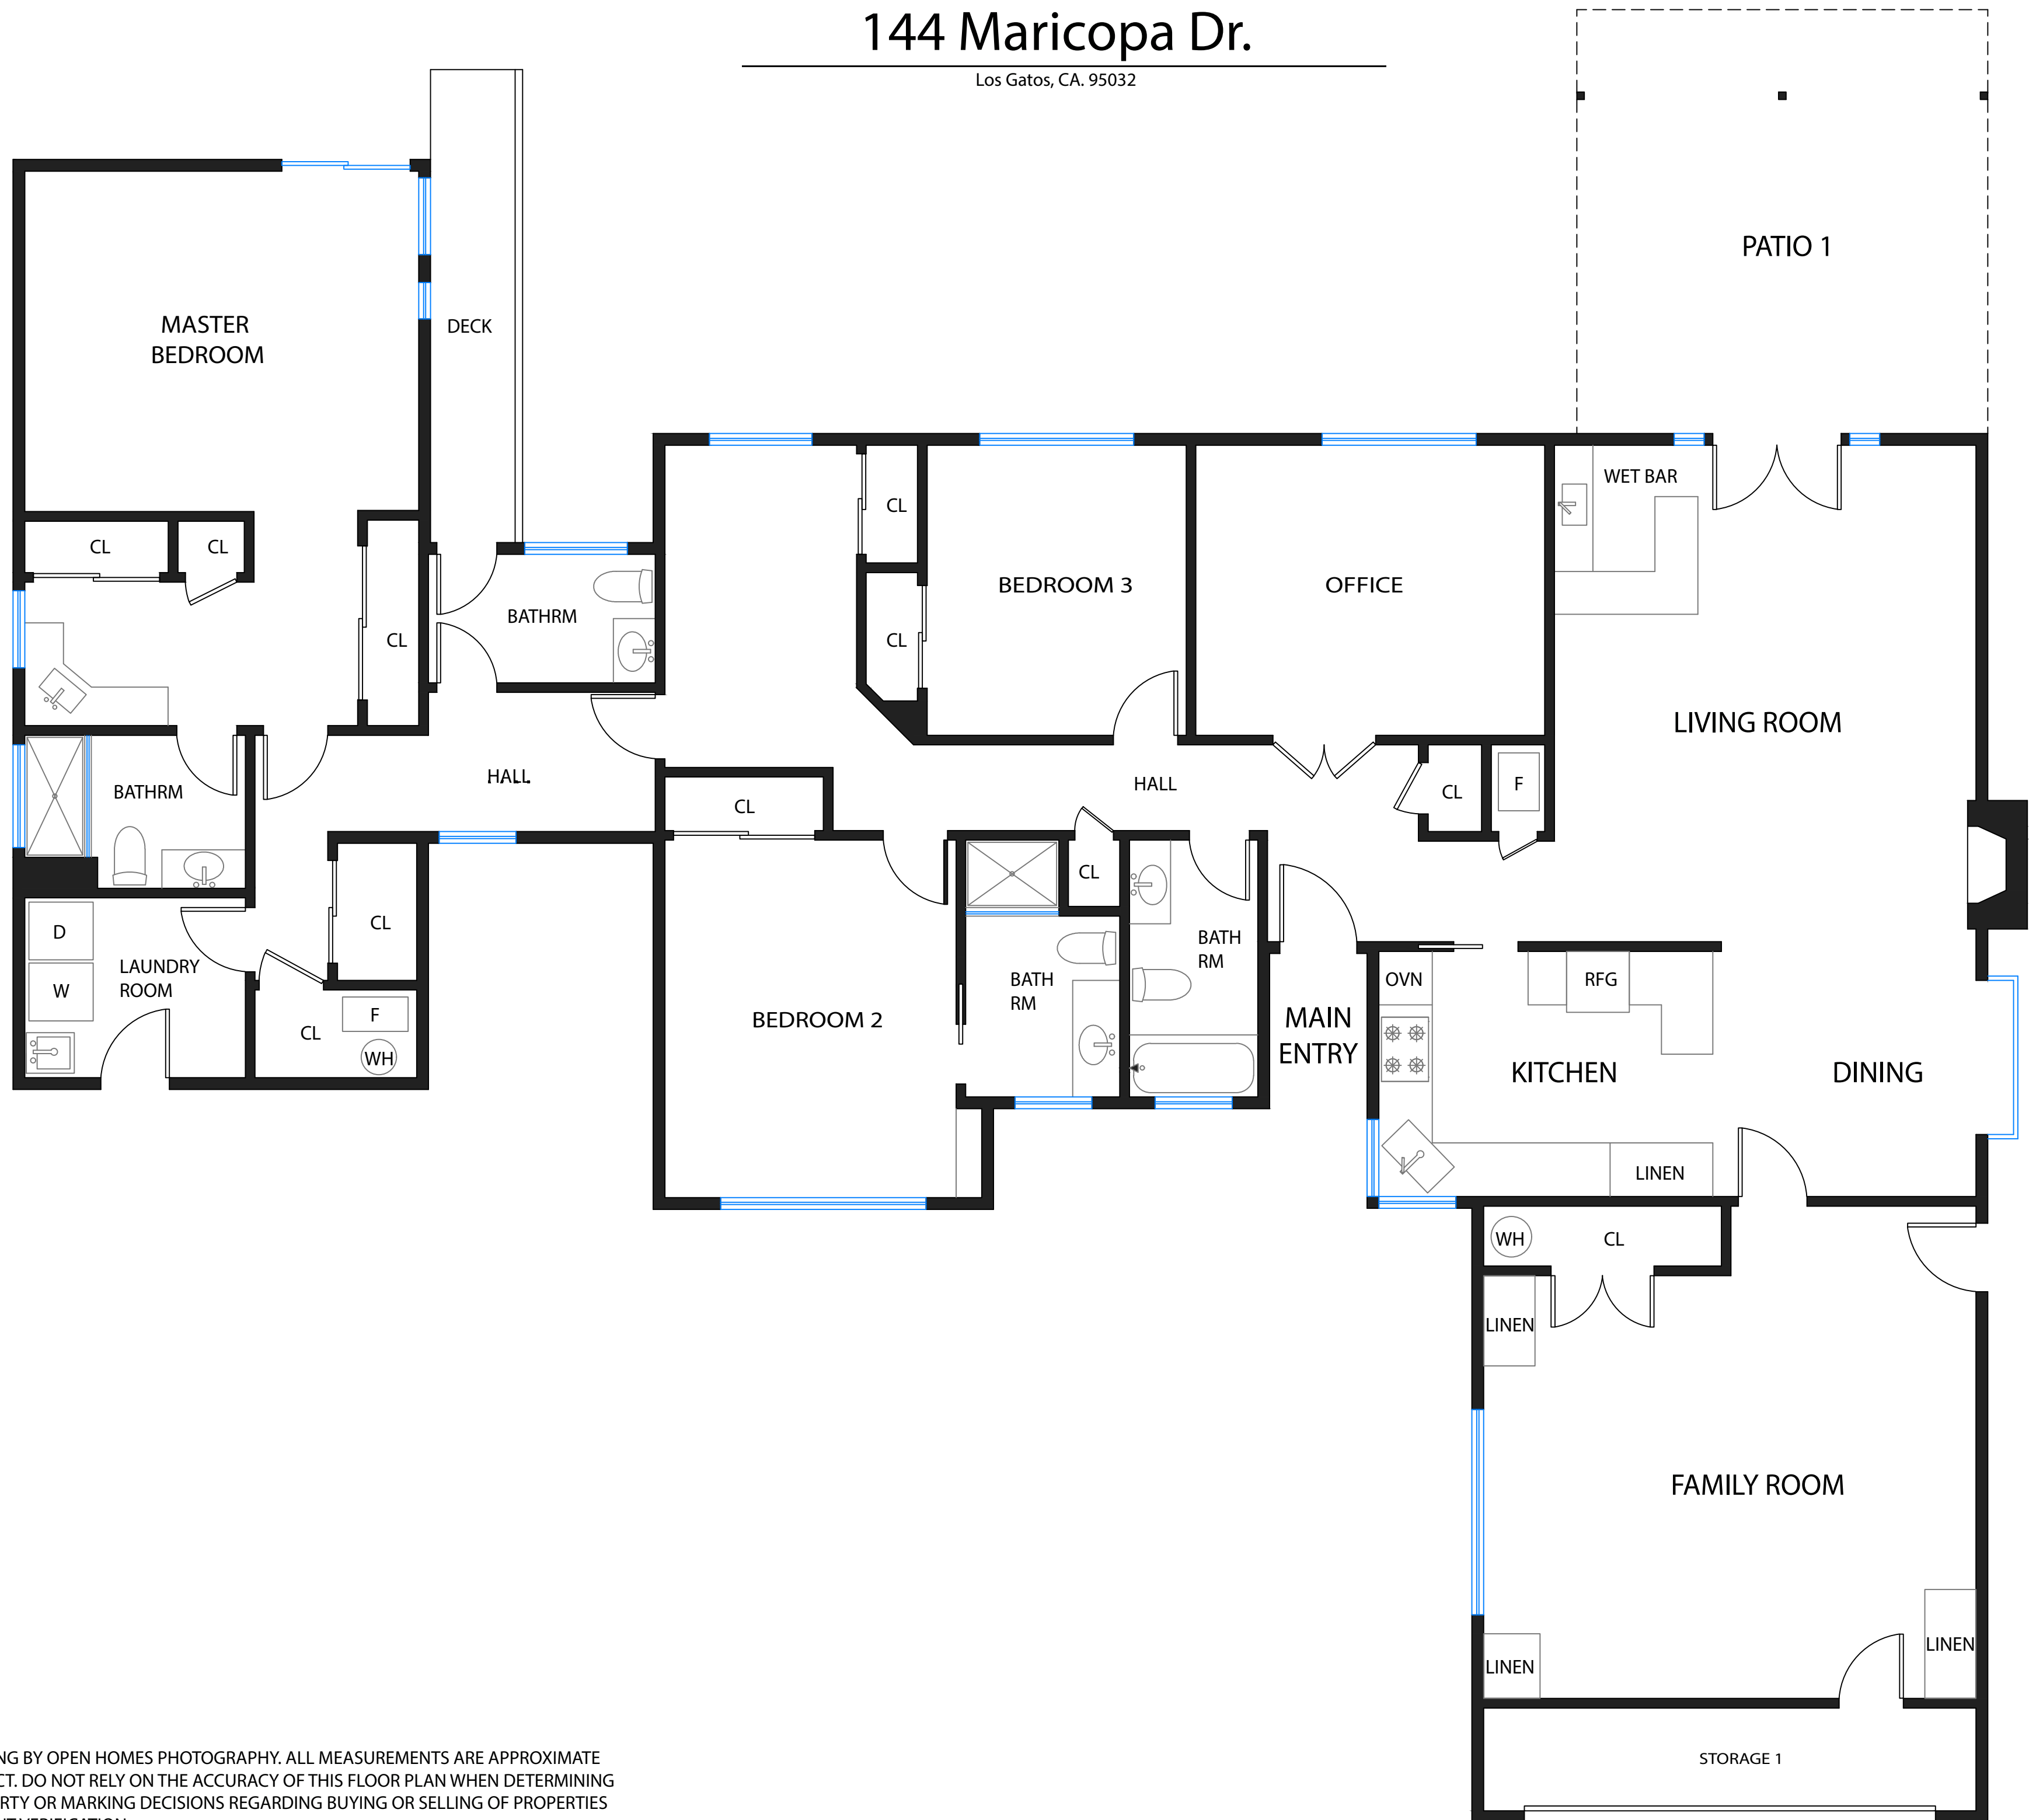 144 Maricopa Dr.
Los Gatos, CA. 95032
PATIO 1
MASTER
BEDROOM
DECK
WET BAR
CL
CL
CL
BEDROOM 3
OFFICE
BATHRM
CL
CL
LIVING ROOM
HALL
HALL
BATHRM
CL
CL
F
CL
D
CL
BATH
RM
LAUNDRY
ROOM
W
BATH
RM
OVN
RFG
CL
F
WH
BEDROOM 2
MAIN
ENTRY
KITCHEN
DINING
LINEN
WH
CL
LINEN
FAMILY ROOM
LINEN
LINEN
STORAGE 1
BY OPEN HOMES PHOTOGRAPHY. ALL MEASUREMENTS ARE APPROXIMATE
DO NOT RELY ON THE ACCURACY OF THIS FLOOR PLAN WHEN DETERMINING
OR MARKING DECISIONS REGARDING BUYING OR SELLING OF PROPERTIES